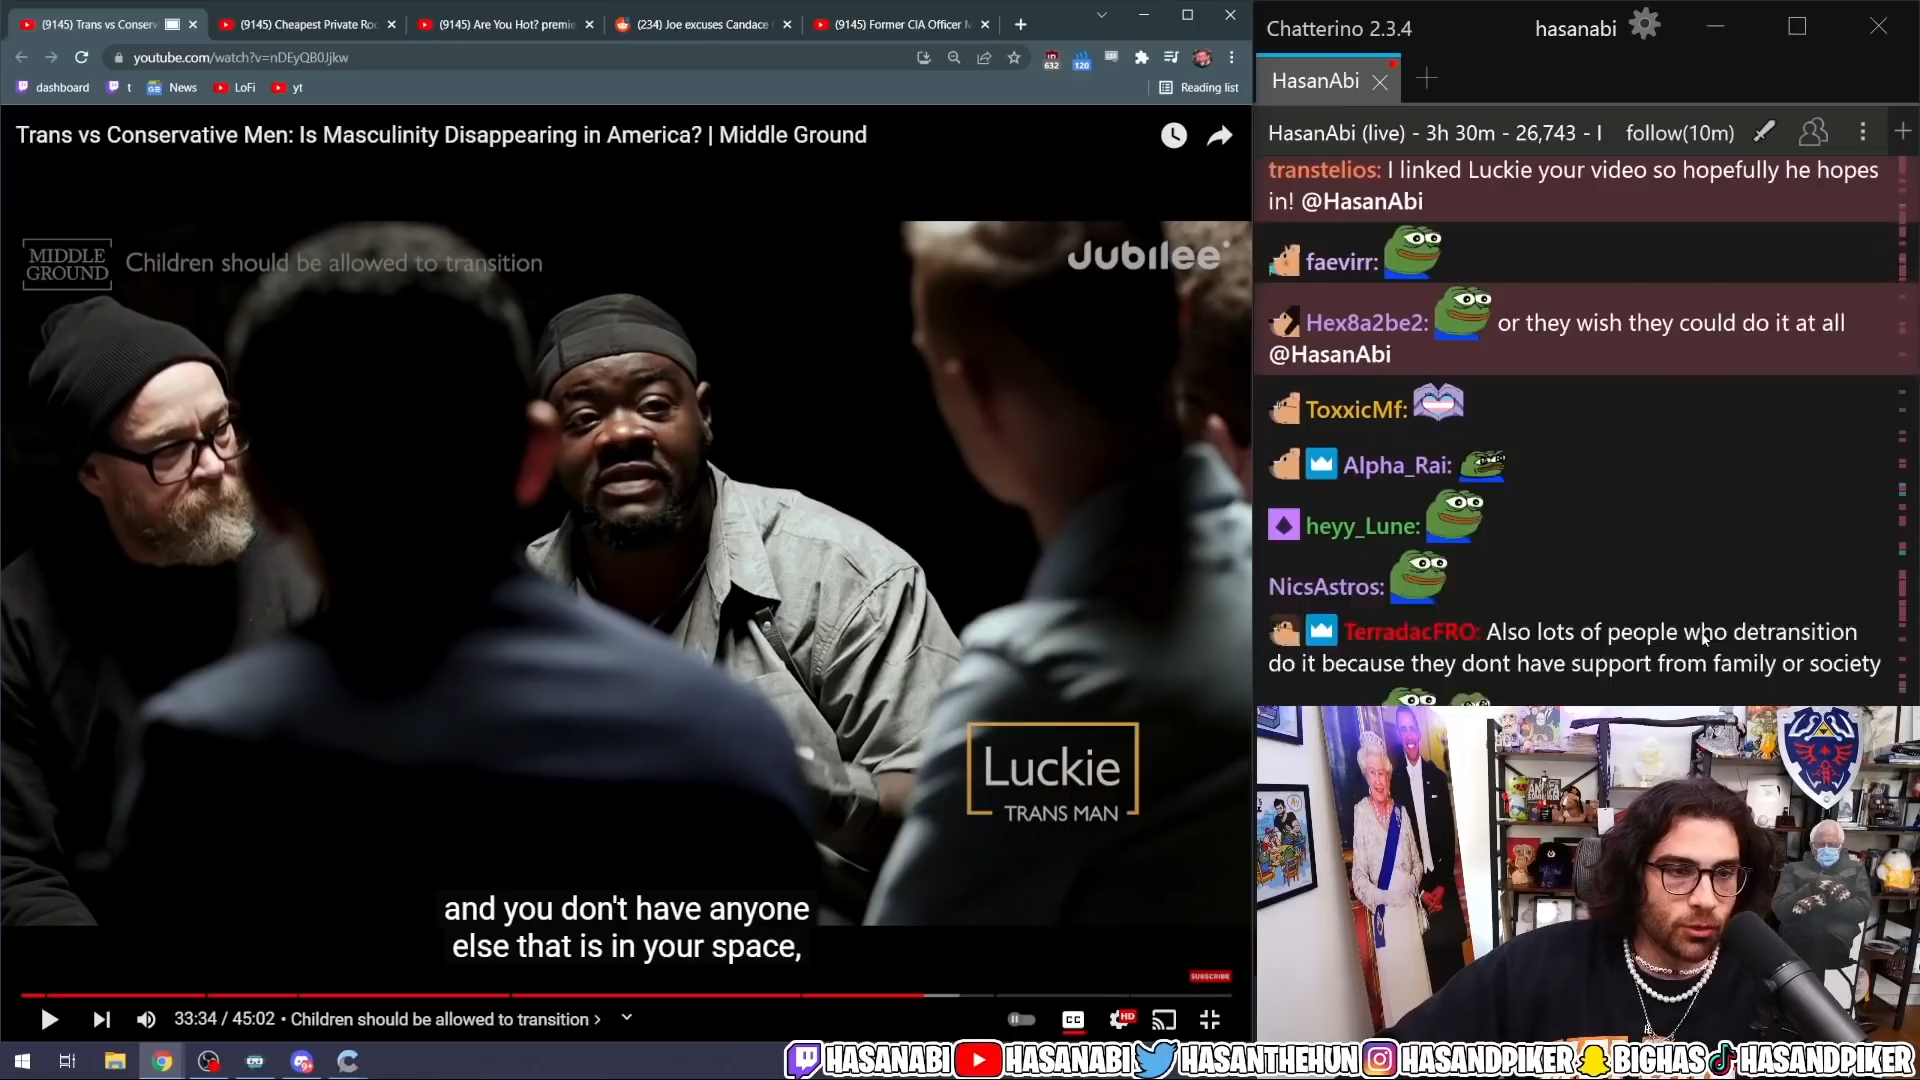 (9145) Trans vs Conserv
(9145) Cheapest Private Roo
(9145) Are You Hot? premie
(234) Joe excuses Candace
(9145) Former CIA Officer
youtube.com/watch?v=nDEyQB0Jjkw
632
120
dashboard
t
News
LoFi
yt
Reading list
Trans vs Conservative Men: Is Masculinity Disappearing in America? | Middle Ground
MIDDLE
GROUND
Children should be allowed to transition
Jubilee
Luckie
TRANS MAN
and you don't have anyone
else that is in your space,
SUBSCRIBE
33:34 / 45:02 • Children should be allowed to transition >
CC
HD
Chatterino 2.3.4
hasanabi
HasanAbi
HasanAbi (live) - 3h 30m - 26,743 - I
follow(10m)
transtelios: I linked Luckie your video so hopefully he hopes
in! @HasanAbi
faevirr:
Hex8a2be2: or they wish they could do it at all
@HasanAbi
ToxxicMf:
Alpha_Rai:
heyy_Lune:
NicsAstros:
TerradacFRO: Also lots of people who detransition
do it because they dont have support from family or society
HASANABI HASANABI HASANTHEHUN HASANDPIKER BIGHAS HASANDPIKER